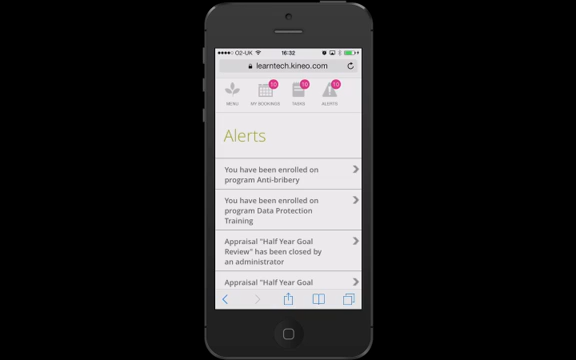 O2-UK 16:32
learntech.kineo.com
10 10 10
MENU MY BOOKINGS TASKS ALERTS
Alerts
You have been enrolled on
program Anti-bribery
You have been enrolled on
program Data Protection
Training
Appraisal "Half Year Goal
Review" has been closed by
an administrator
Appraisal "Half Year Goal